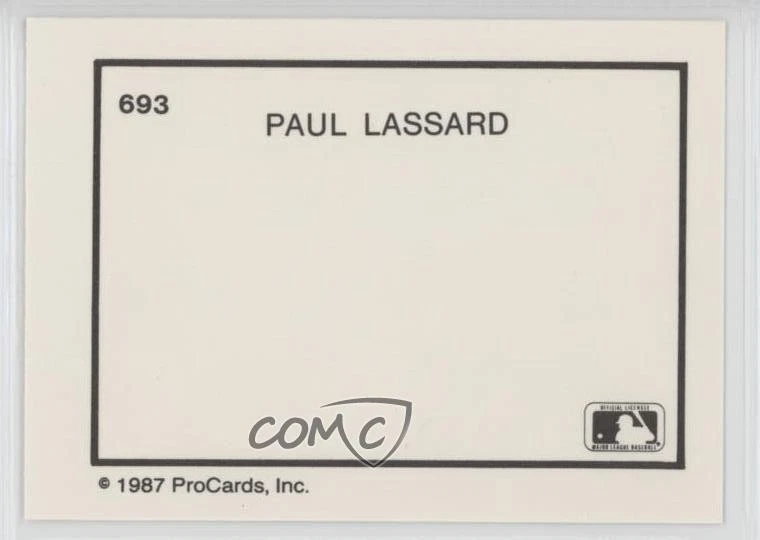 693
PAUL LASSARD
COMC
OFFICIAL LICENSEE
MAJOR LEAGUE BASEBALL
© 1987 ProCards, Inc.